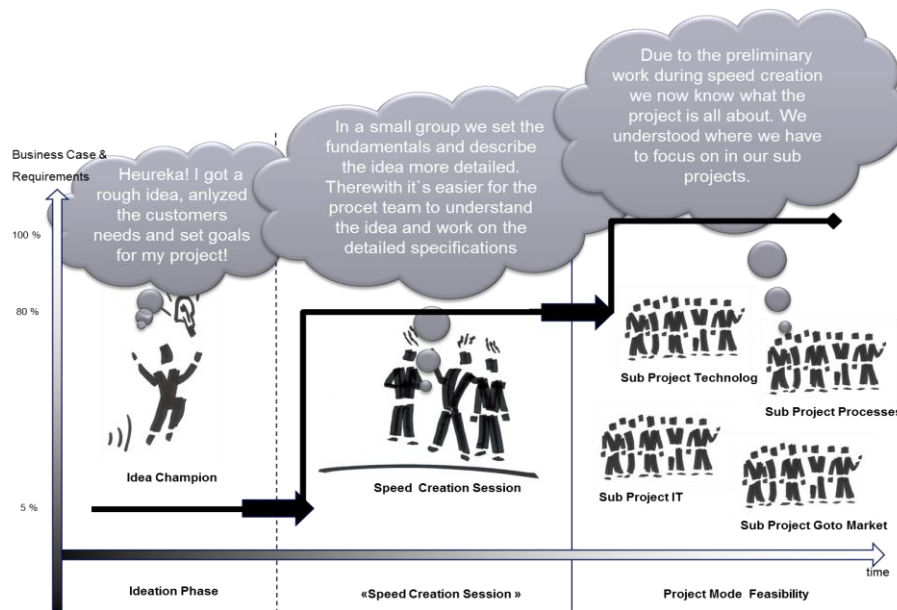 Business Case &
Requirements
100 %
80 %
5 %
Heureka! I got a
rough idea, anlyzed
the customers
needs and set goals
for my project!
In a small group we set the
fundamentals and describe
the idea more detailed.
Therewith it`s easier for the
procet team to understand
the idea and work on the
detailed specifications
Due to the preliminary
work during speed creation
we now know what the
project is all about. We
understood where we have
to focus on in our sub
projects.
Idea Champion
Speed Creation Session
Sub Project Technolog
Sub Project Processes
Sub Project IT
Sub Project Goto Market
time
Ideation Phase
«Speed Creation Session »
Project Mode Feasibility